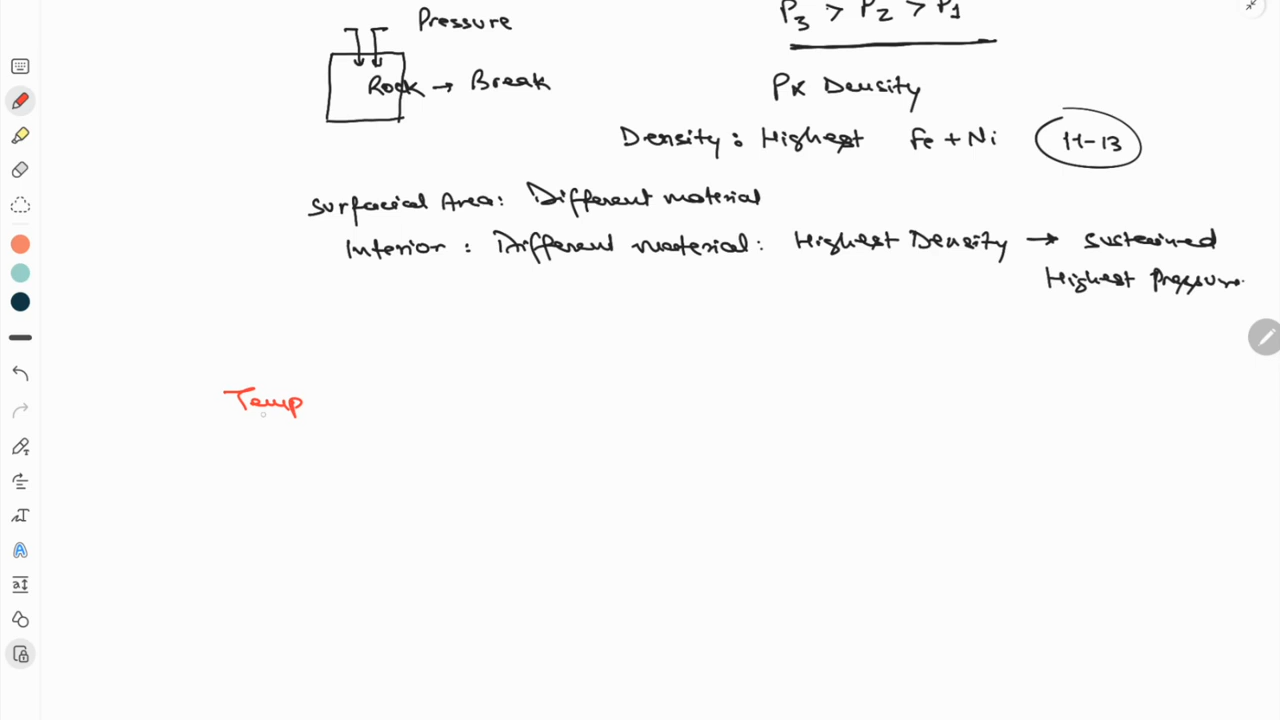 Pressure
P3 > P2 > P1
Rock → Break
P∝ Density
Density : Highest Fe + Ni 11-13
Surfacial Area: Different material
Interior : Different material: Highest Density → sustained
Highest Pressure
Temp